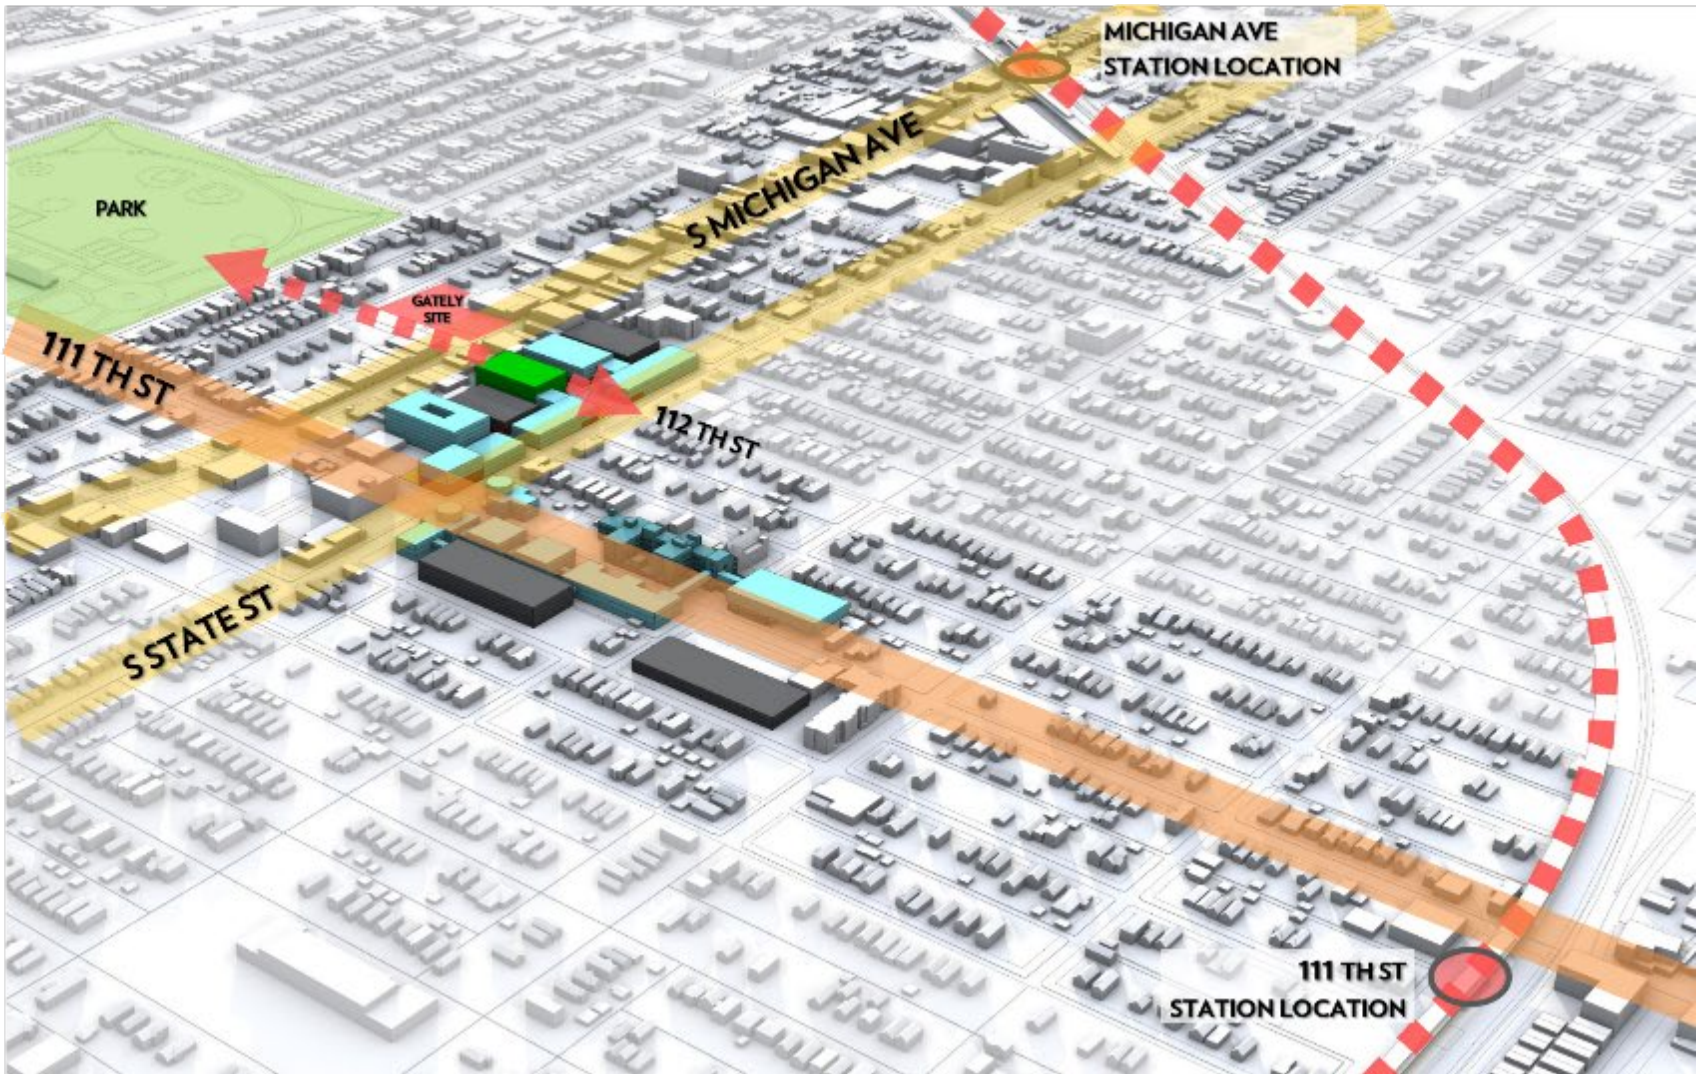 MICHIGAN AVE
STATION LOCATION
S MICHIGAN AVE
PARK
GATELY
SITE
111 TH ST
112 TH ST
S STATE ST
111 TH ST
STATION LOCATION